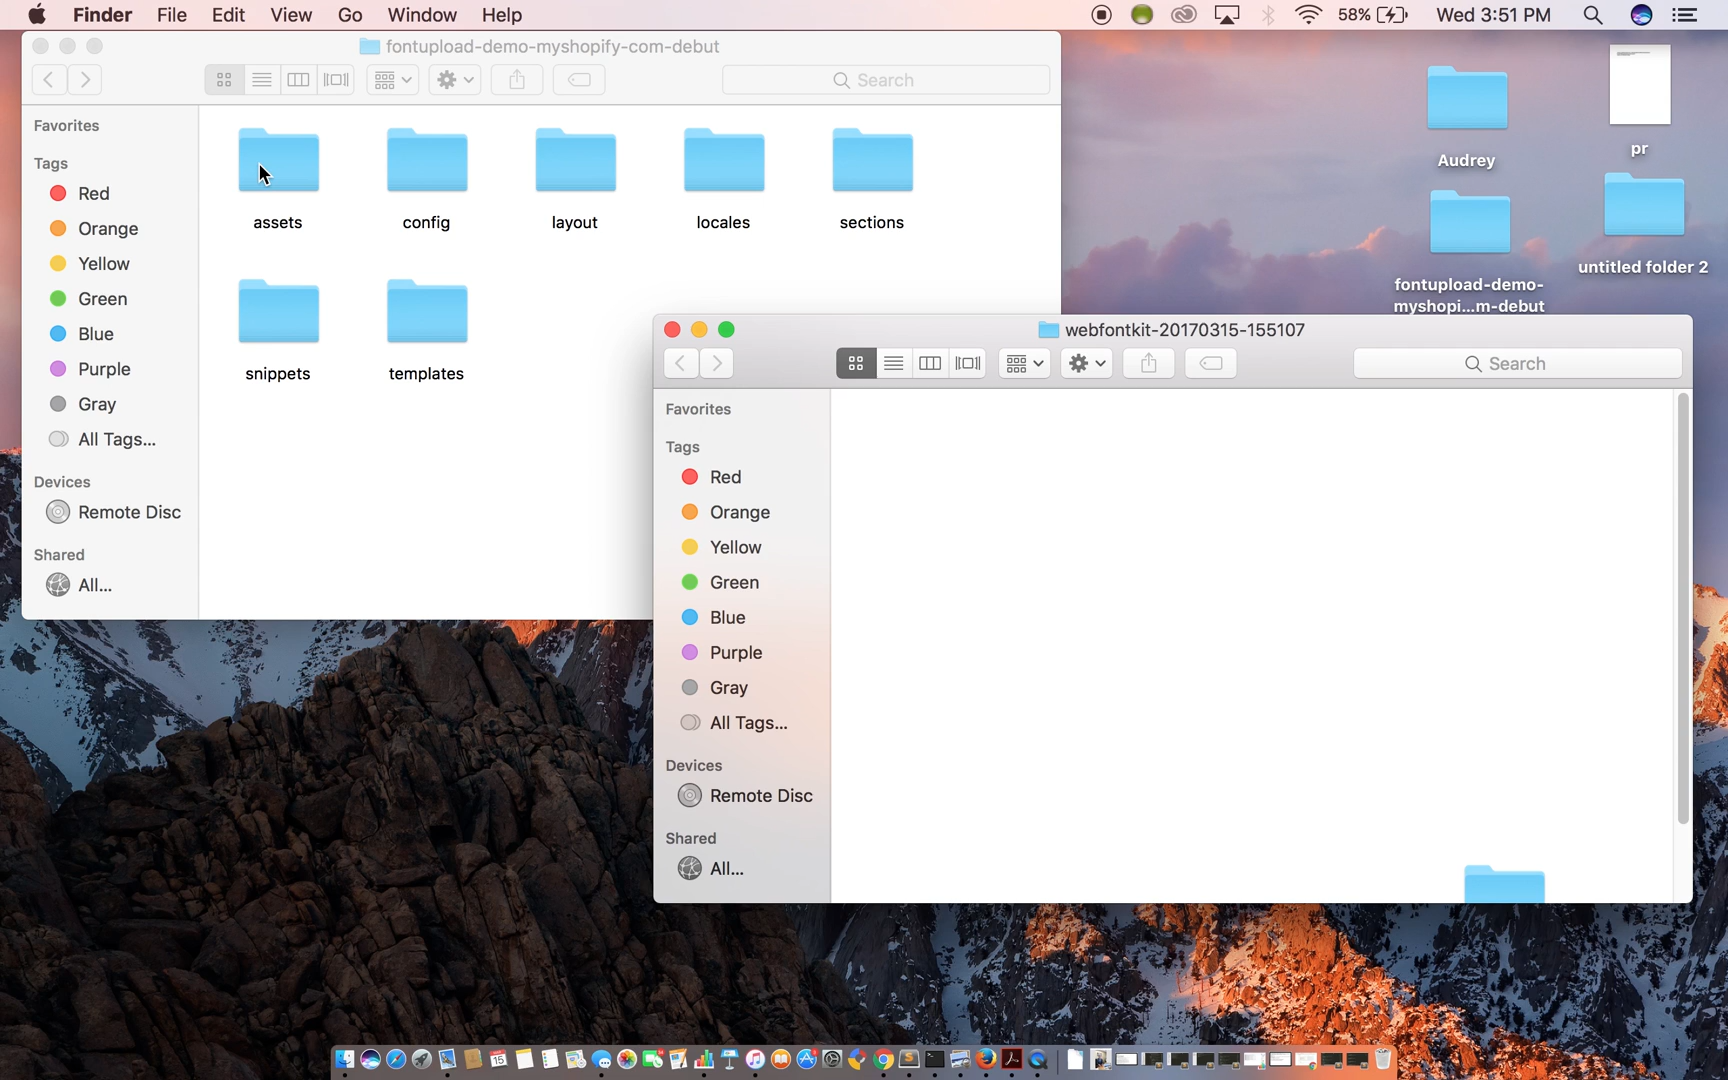 Finder File Edit View Go Window Help 58% Wed 3:51 PM
fontupload-demo-myshopify-com-debut
Search
Favorites
Tags
Red
Orange
Yellow
Green
Blue
Purple
Gray
All Tags...
Devices
Remote Disc
Shared
All...
assets config layout locales sections
snippets templates
Audrey
pr
fontupload-demo-
myshopi...m-debut
untitled folder 2
webfontkit-20170315-155107
Search
Favorites
Tags
Red
Orange
Yellow
Green
Blue
Purple
Gray
All Tags...
Devices
Remote Disc
Shared
All...
15